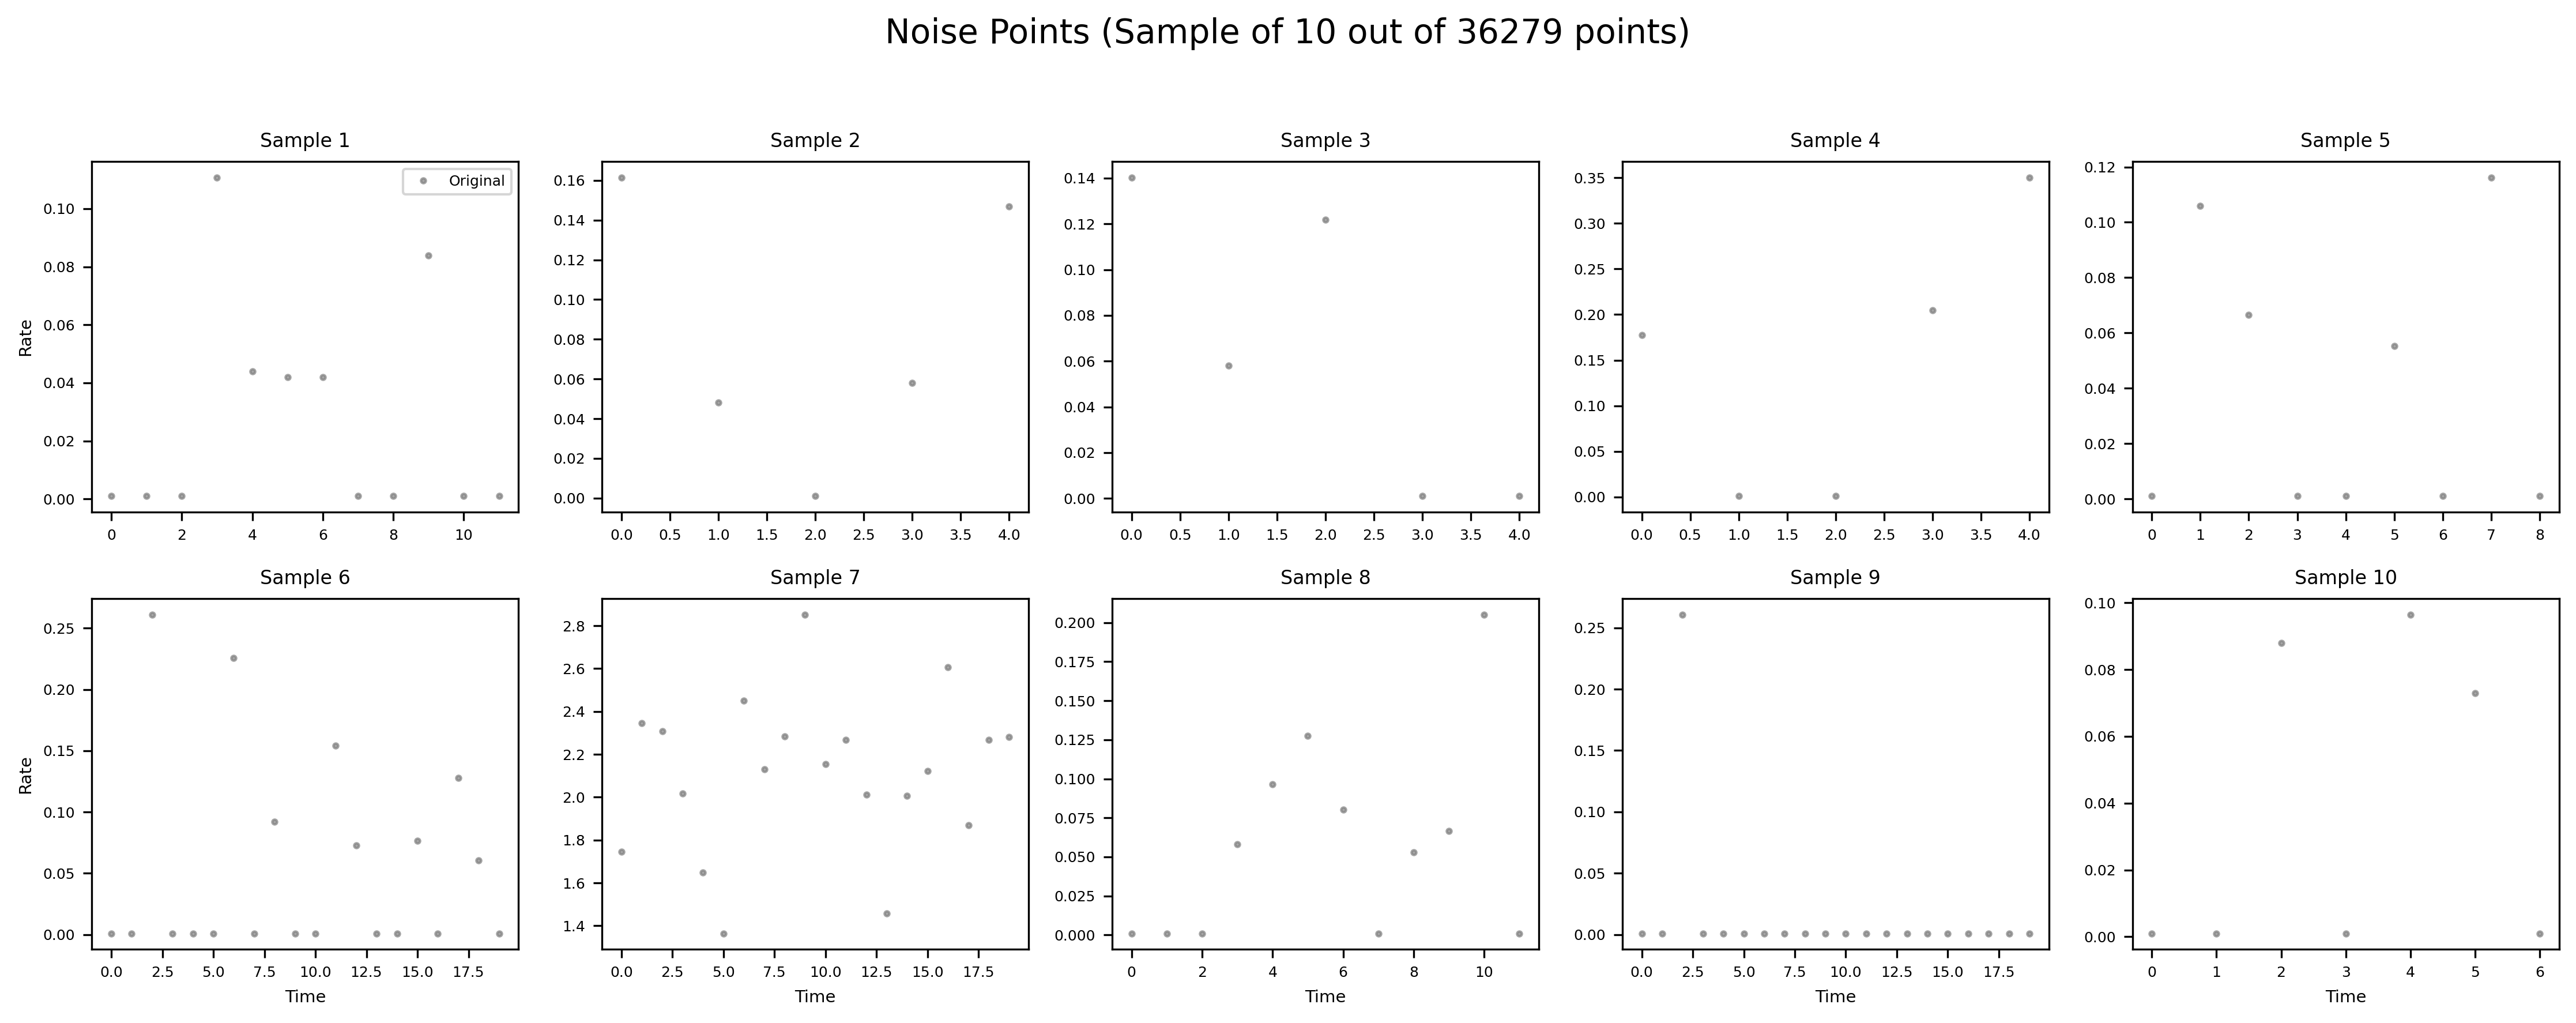 Noise Points (Sample of 10 out of 36279 points)
Sample 1
Sample 2
Sample 3
Sample 4
Sample 5
Original
Rate
0.10
0.08
0.06
0.04
0.02
0.00
0 2 4 6 8 10
0.16
0.14
0.12
0.10
0.08
0.06
0.04
0.02
0.00
0.0 0.5 1.0 1.5 2.0 2.5 3.0 3.5 4.0
0.14
0.12
0.10
0.08
0.06
0.04
0.02
0.00
0.0 0.5 1.0 1.5 2.0 2.5 3.0 3.5 4.0
0.35
0.30
0.25
0.20
0.15
0.10
0.05
0.00
0.0 0.5 1.0 1.5 2.0 2.5 3.0 3.5 4.0
0.12
0.10
0.08
0.06
0.04
0.02
0.00
0 1 2 3 4 5 6 7 8
Sample 6
Sample 7
Sample 8
Sample 9
Sample 10
Rate
0.25
0.20
0.15
0.10
0.05
0.00
0.0 2.5 5.0 7.5 10.0 12.5 15.0 17.5
Time
2.8
2.6
2.4
2.2
2.0
1.8
1.6
1.4
0.0 2.5 5.0 7.5 10.0 12.5 15.0 17.5
Time
0.200
0.175
0.150
0.125
0.100
0.075
0.050
0.025
0.000
0 2 4 6 8 10
Time
0.25
0.20
0.15
0.10
0.05
0.00
0.0 2.5 5.0 7.5 10.0 12.5 15.0 17.5
Time
0.10
0.08
0.06
0.04
0.02
0.00
0 1 2 3 4 5 6
Time